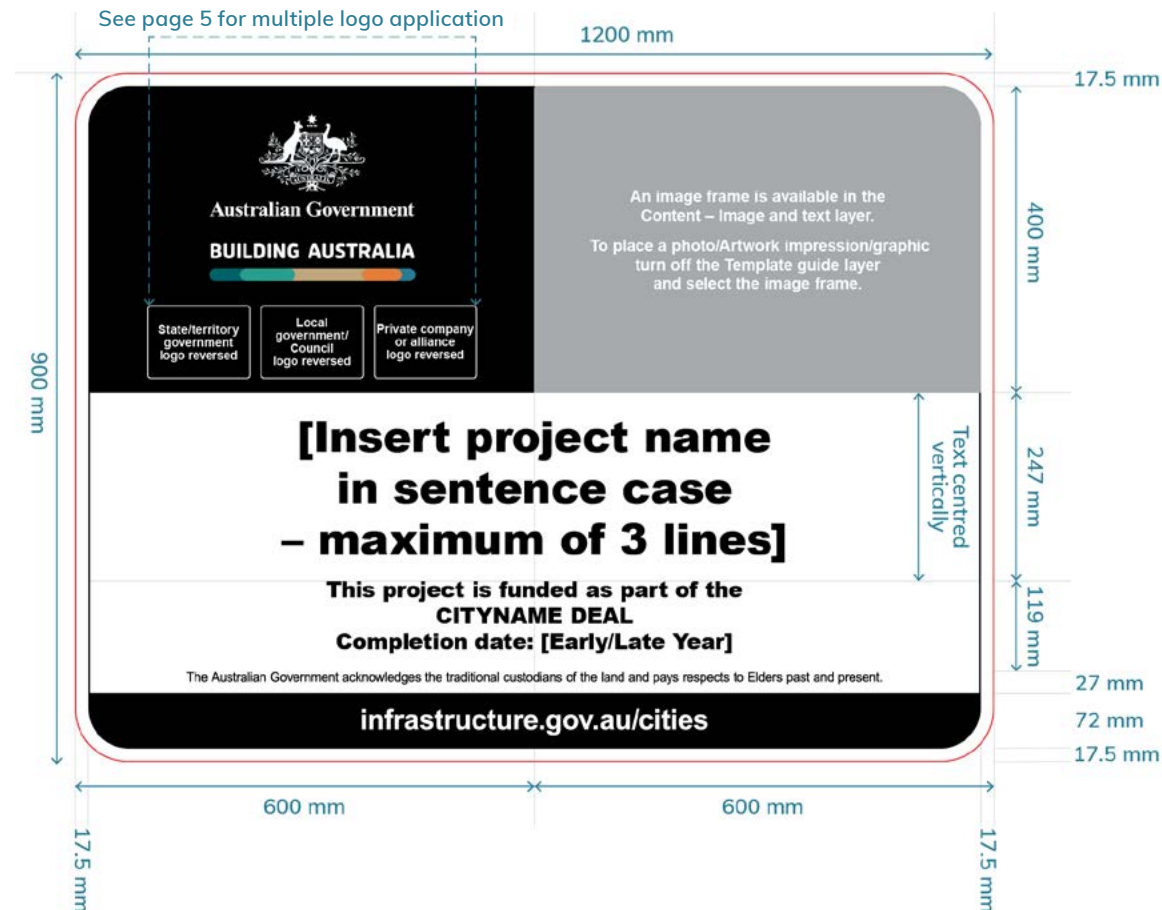 See page 5 for multiple logo application
1200 mm
17.5 mm
Australian Government
BUILDING AUSTRALIA
State/territory
government
logo reversed
Local
government/
Council
logo reversed
Private company
or alliance
logo reversed
An image frame is available in the
Content – Image and text layer.
To place a photo/Artwork impression/graphic
turn off the Template guide layer
and select the image frame.
400 mm
900 mm
[Insert project name
in sentence case
– maximum of 3 lines]
Text centred
vertically
247 mm
This project is funded as part of the
CITYNAME DEAL
Completion date: [Early/Late Year]
119 mm
The Australian Government acknowledges the traditional custodians of the land and pays respects to Elders past and present.
27 mm
infrastructure.gov.au/cities
72 mm
17.5 mm
600 mm
600 mm
17.5 mm
17.5 mm